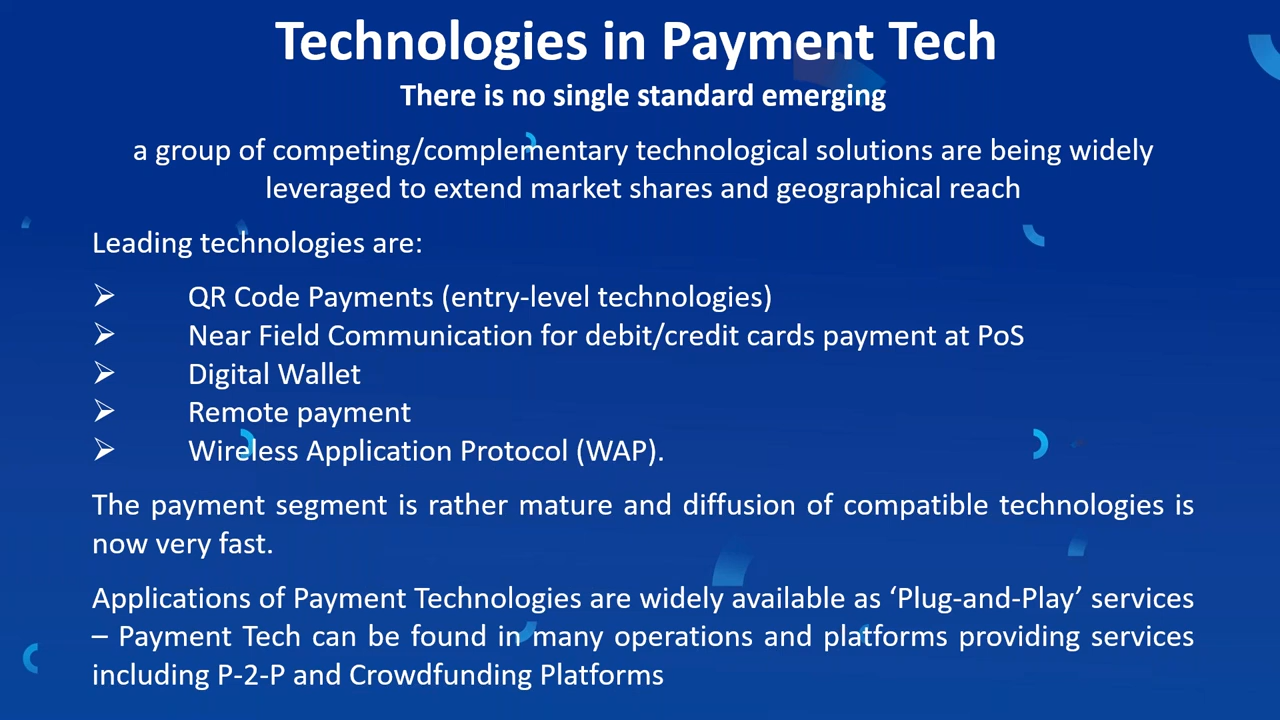 Technologies in Payment Tech
There is no single standard emerging
a group of competing/complementary technological solutions are being widely
leveraged to extend market shares and geographical reach
Leading technologies are:
➢ QR Code Payments (entry-level technologies)
➢ Near Field Communication for debit/credit cards payment at PoS
➢ Digital Wallet
➢ Remote payment
➢ Wireless Application Protocol (WAP).
The payment segment is rather mature and diffusion of compatible technologies is
now very fast.
Applications of Payment Technologies are widely available as ‘Plug-and-Play’ services
– Payment Tech can be found in many operations and platforms providing services
including P-2-P and Crowdfunding Platforms